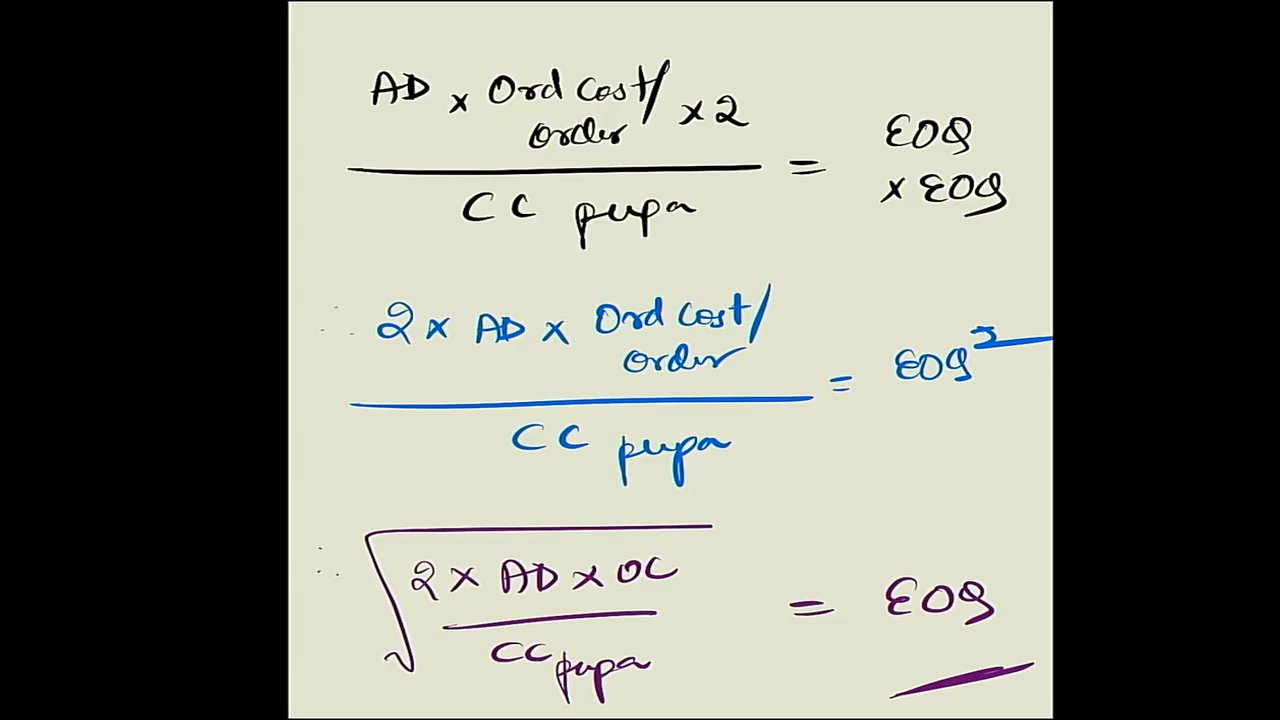 AD x Ord Cost/ x 2
order
= EOQ
CC pupa
x EOQ
∴ 2 x AD x Ord Cost/
order
= EOQ²
CC pupa
∴ √ 2 x AD x OC
= EOQ
CC pupa